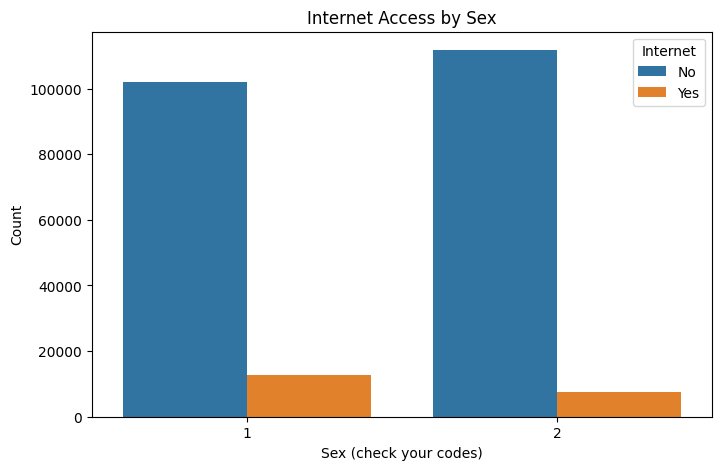 Internet Access by Sex
Internet
No
Yes
Count
100000
80000
60000
40000
20000
0
1
2
Sex (check your codes)